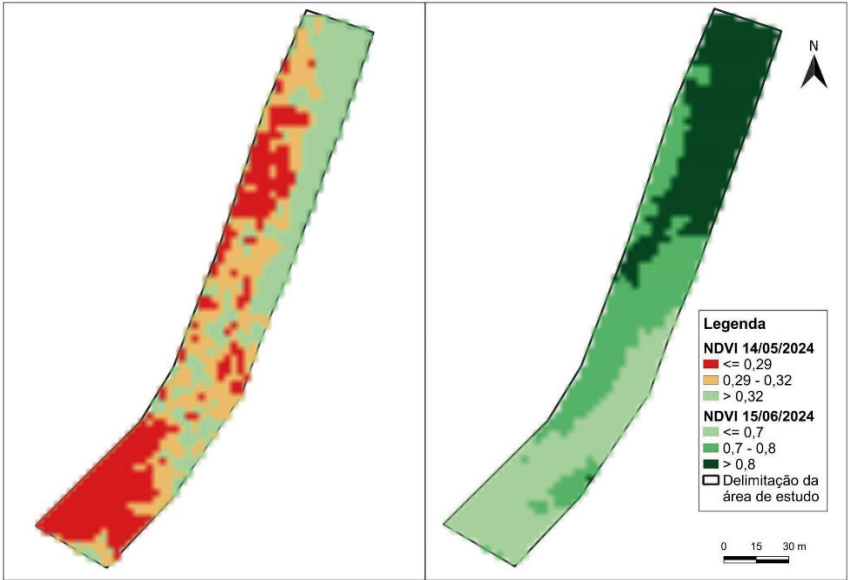 N
Legenda
NDVI 14/05/2024
<= 0,29
0,29 - 0,32
> 0,32
NDVI 15/06/2024
<= 0,7
0,7 - 0,8
> 0,8
Delimitação da
área de estudo
0 15 30 m